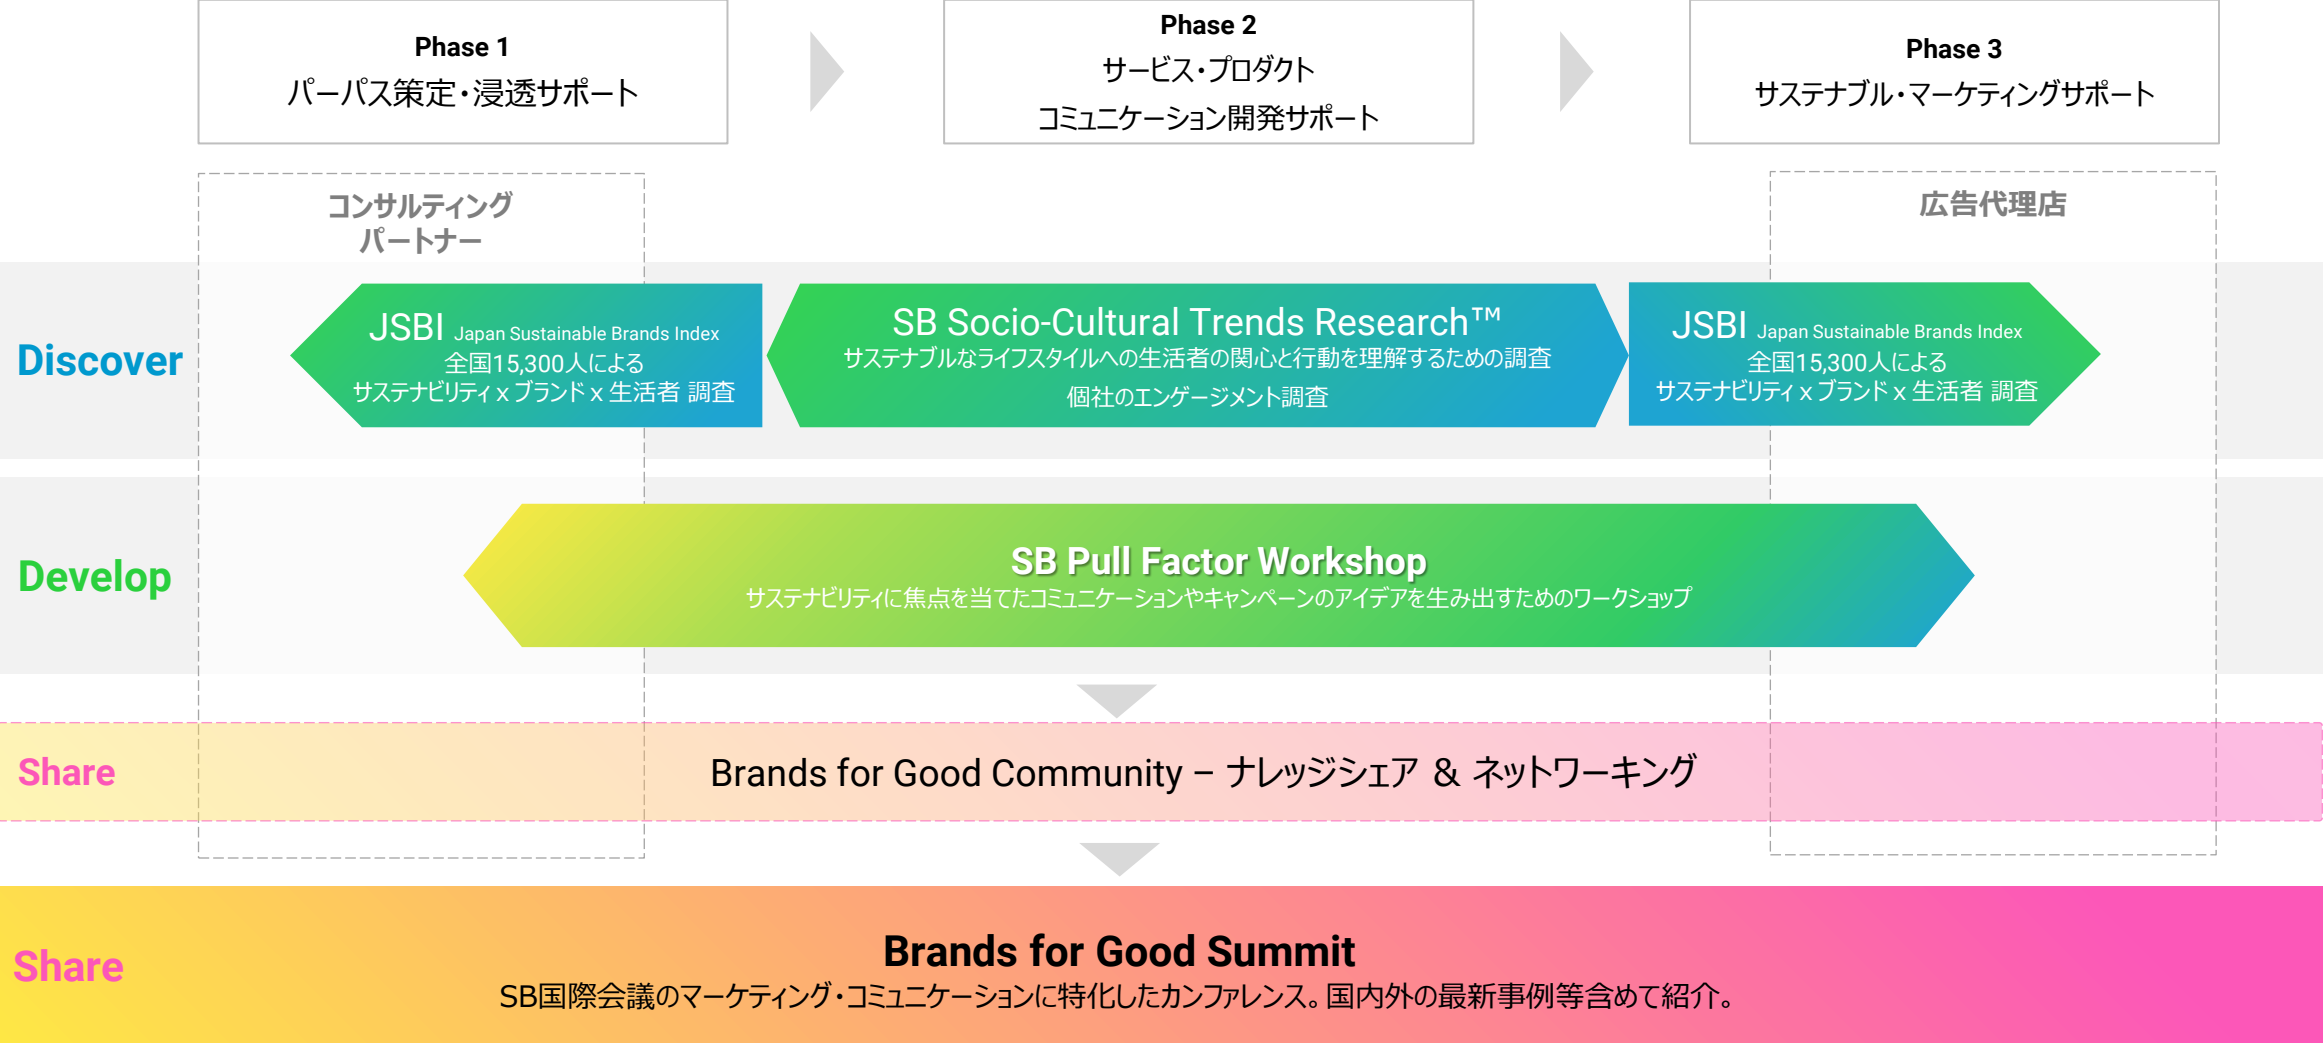 Phase 1
パーパス策定・浸透サポート
Phase 2
サービス・プロダクト
コミュニケーション開発サポート
Phase 3
サステナブル・マーケティングサポート
コンサルティング
パートナー
広告代理店
Discover
JSBI Japan Sustainable Brands Index
全国15,300人による
サステナビリティ x ブランド x 生活者 調査
SB Socio-Cultural Trends Research™
サステナブルなライフスタイルへの生活者の関心と行動を理解するための調査
個社のエンゲージメント調査
JSBI Japan Sustainable Brands Index
全国15,300人による
サステナビリティ x ブランド x 生活者 調査
Develop
SB Pull Factor Workshop
サステナビリティに焦点を当てたコミュニケーションやキャンペーンのアイデアを生み出すためのワークショップ
Share
Brands for Good Community – ナレッジシェア ＆ ネットワーキング
Share
Brands for Good Summit
SB国際会議のマーケティング・コミュニケーションに特化したカンファレンス。国内外の最新事例等含めて紹介。